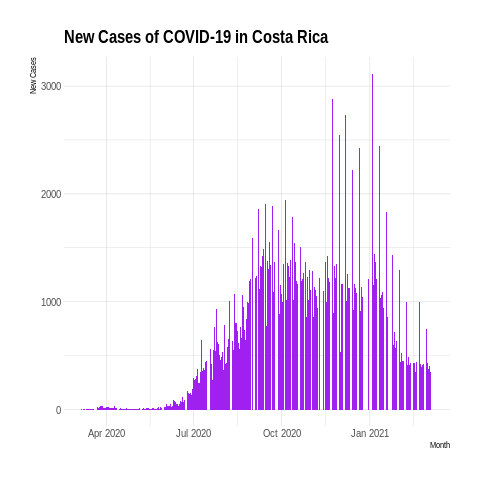 New Cases of COVID-19 in Costa Rica
New Cases
3000
2000
1000
0
Apr 2020 Jul 2020 Oct 2020 Jan 2021
Month